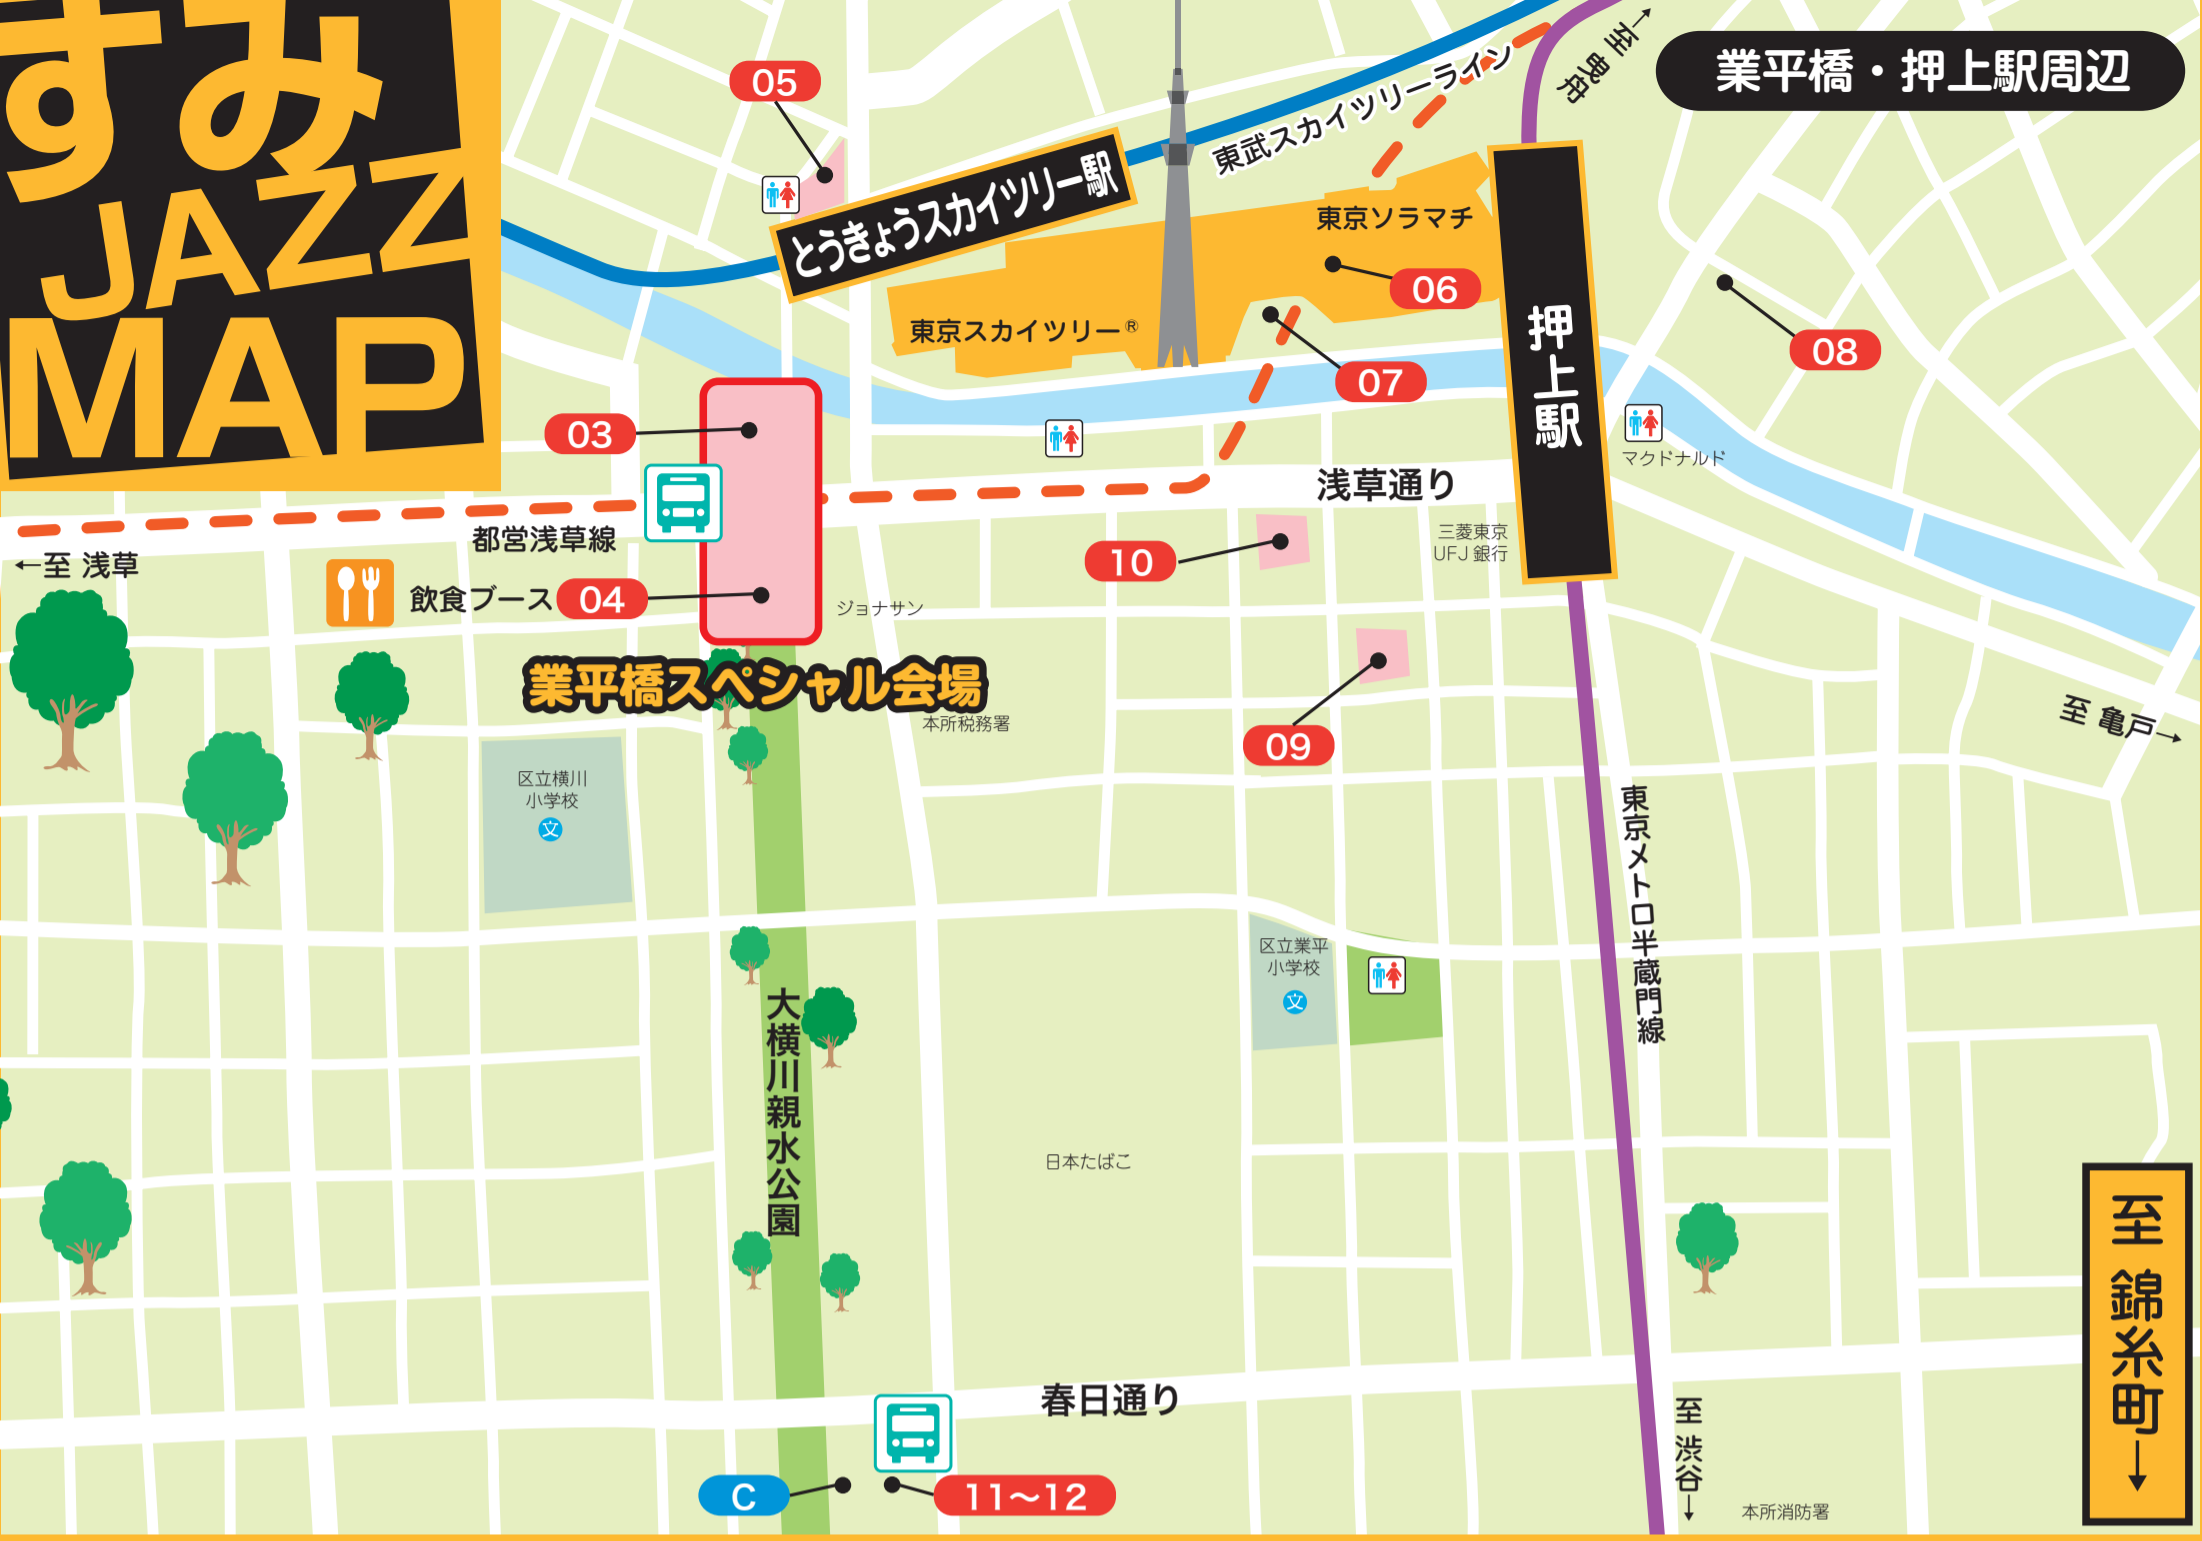 すみ
JAZZ
MAP
業平橋・押上駅周辺
至 曳舟
東武スカイツリーライン
05
とうきょうスカイツリー駅
東京ソラマチ
06
東京スカイツリー®
07
08
押上駅
03
マクドナルド
浅草通り
三菱東京
UFJ 銀行
都営浅草線
←至 浅草
10
飲食ブース
04
ジョナサン
業平橋スペシャル会場
本所税務署
09
至 亀戸→
区立横川
小学校
文
東京メトロ半蔵門線
区立業平
小学校
文
大横川親水公園
日本たばこ
至 錦糸町
春日通り
至 渋谷
C
11〜12
本所消防署